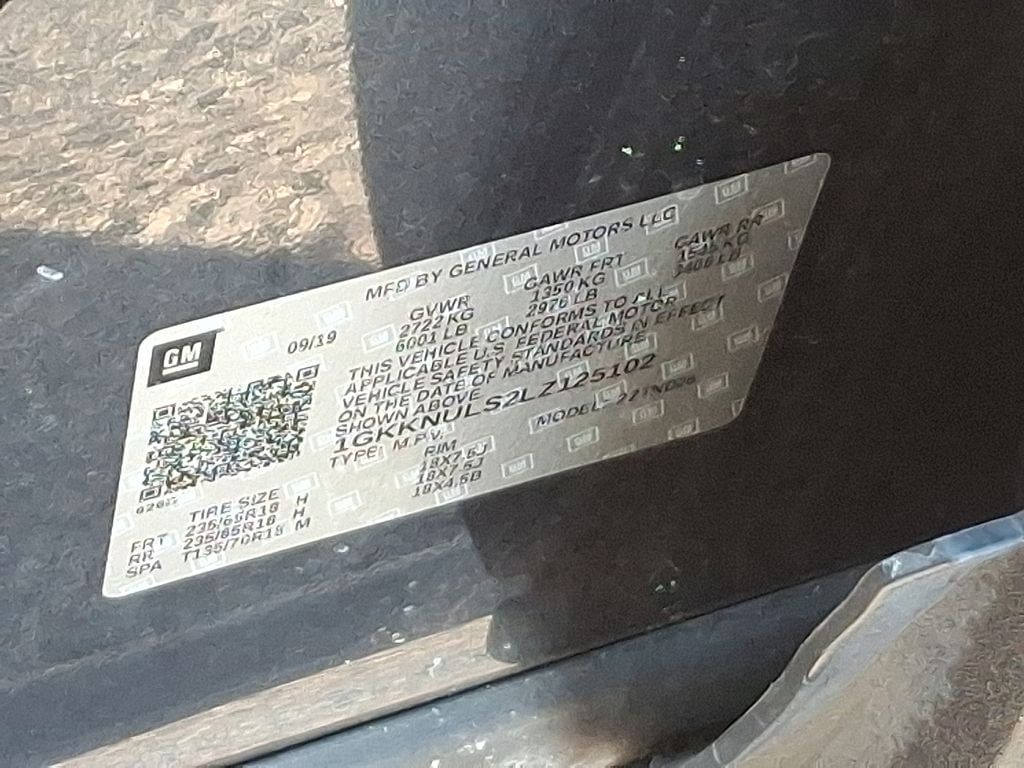 GM
MFD BY GENERAL MOTORS LLC
09/19
GVWR GAWR FRT GAWR RR
2722 KG 1350 KG KG
6001 LB 2976 LB LB
THIS VEHICLE CONFORMS TO ALL
APPLICABLE U.S. FEDERAL MOTOR
VEHICLE SAFETY STANDARDS IN EFFECT
ON THE DATE OF MANUFACTURE
SHOWN ABOVE
1GKKNULS2LZ125102
TYPE: M.P.V. MODEL:
TIRE SIZE RIM
FRT 235/65R18 H 18X7.5J
RR 235/65R18 H 18X7.5J
SPA T135/70R18 M 18X4.5B